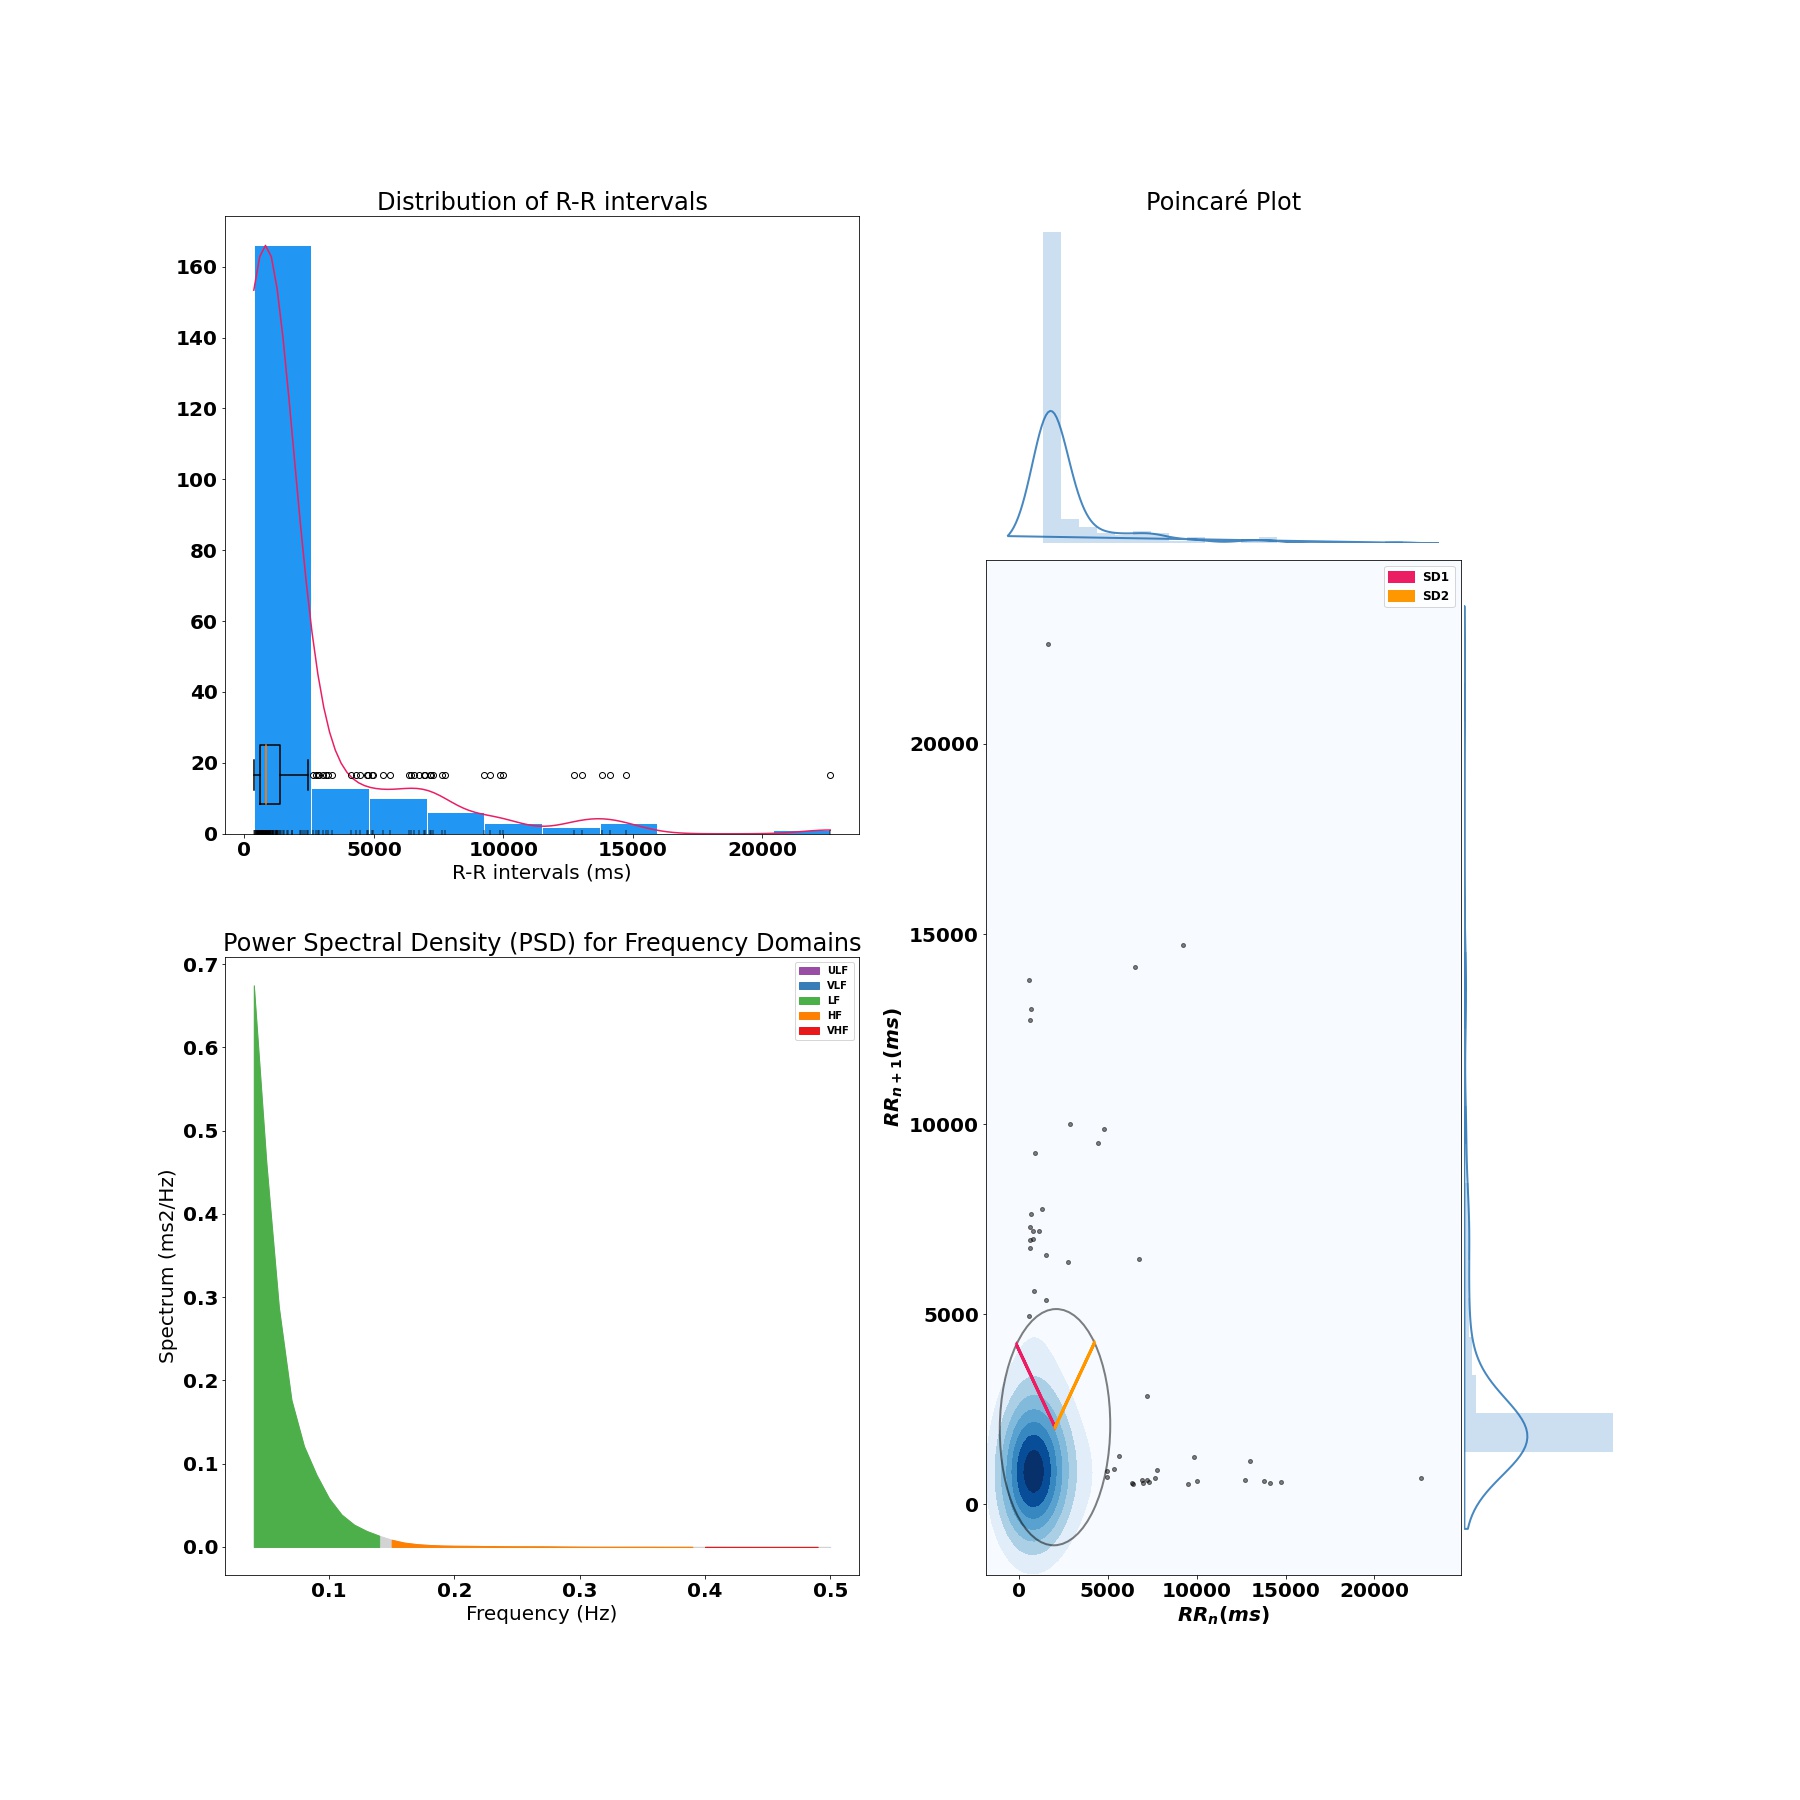 Distribution of R-R intervals
160
140
120
100
80
60
40
20
0
0 5000 10000 15000 20000
R-R intervals (ms)
Power Spectral Density (PSD) for Frequency Domains
0.7
0.6
0.5
0.4
0.3
0.2
0.1
0.0
Spectrum (ms2/Hz)
ULF
VLF
LF
HF
VHF
0.1 0.2 0.3 0.4 0.5
Frequency (Hz)
Poincaré Plot
SD1
SD2
20000
15000
10000
5000
0
RRn+1(ms)
0 5000 10000 15000 20000
RRn(ms)